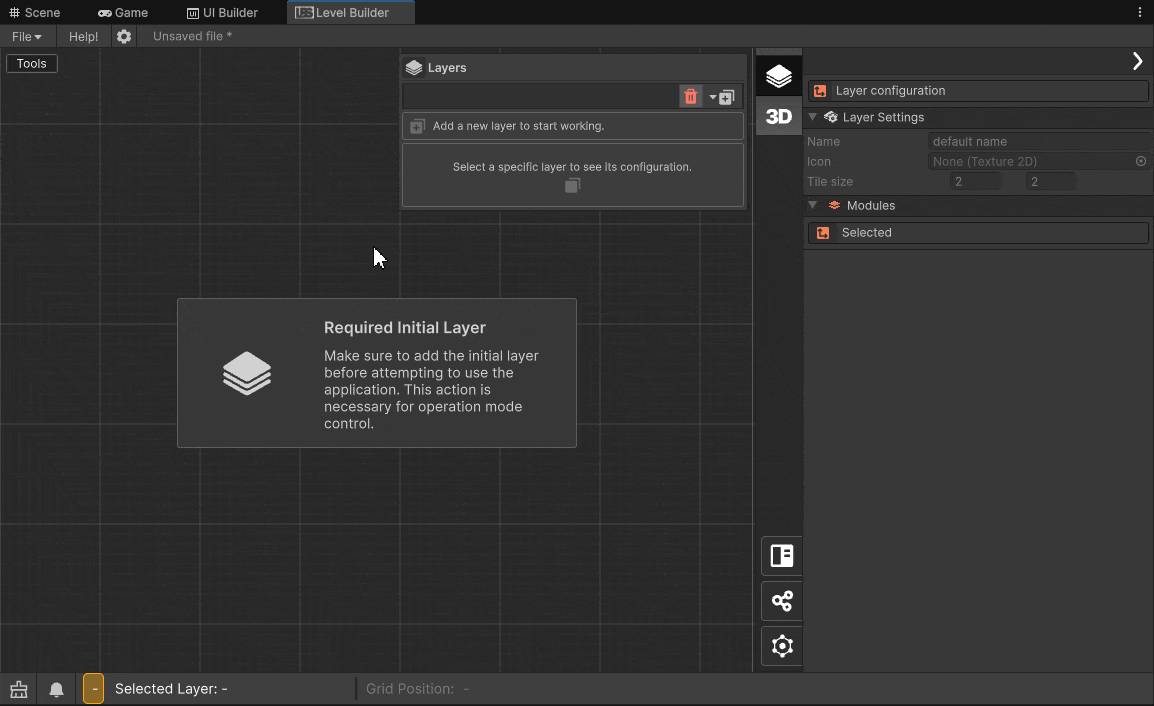 Scene
Game
UI Builder
Level Builder
File
Help!
Unsaved file *
Tools
Layers
Add a new layer to start working.
Select a specific layer to see its configuration.
Required Initial Layer
Make sure to add the initial layer
before attempting to use the
application. This action is
necessary for operation mode
control.
3D
Layer configuration
Layer Settings
Name default name
Icon None (Texture 2D)
Tile size 2 2
Modules
Selected
- Selected Layer: -
Grid Position: -